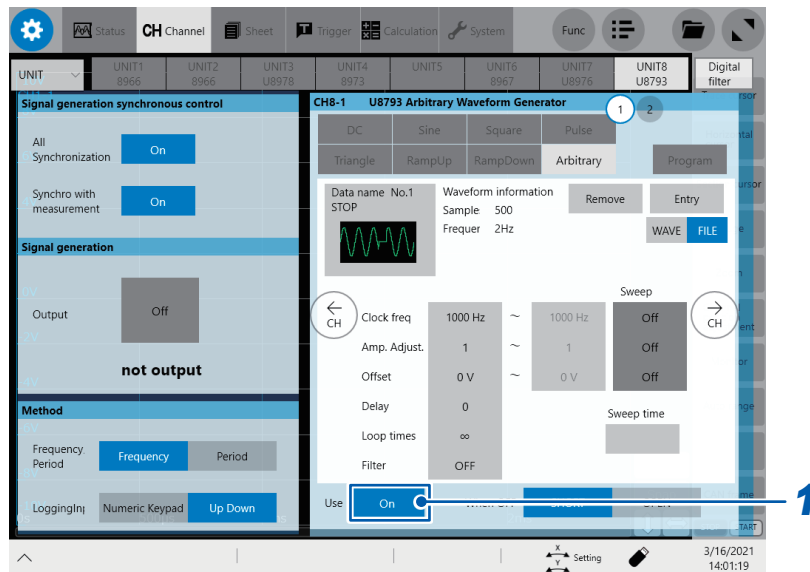 Status CH Channel Sheet Trigger Calculation System Func
UNIT UNIT1 UNIT2 UNIT3 UNIT4 UNIT5 UNIT6 UNIT7 UNIT8 Digital
8966 8966 U8978 8973 8967 U8976 U8793 filter
Signal generation synchronous control
All
Synchronization On
Synchro with
measurement On
Signal generation
Output Off
not output
Method
Frequency
Period Frequency Period
LoggingInp Numeric Keypad Up Down
CH8-1 U8793 Arbitrary Waveform Generator 1 2
DC Sine Square Pulse
Triangle RampUp RampDown Arbitrary Program
Data name No.1 Waveform information Remove Entry
STOP Sample 500
Frequer 2Hz WAVE FILE
Sweep
CH CH
Clock freq 1000 Hz ~ 1000 Hz Off
Amp. Adjust. 1 ~ 1 Off
Offset 0 V ~ 0 V Off
Delay 0
Sweep time
Loop times ∞
Filter OFF
Use On 1
START
X
Y Setting
3/16/2021
14:01:19